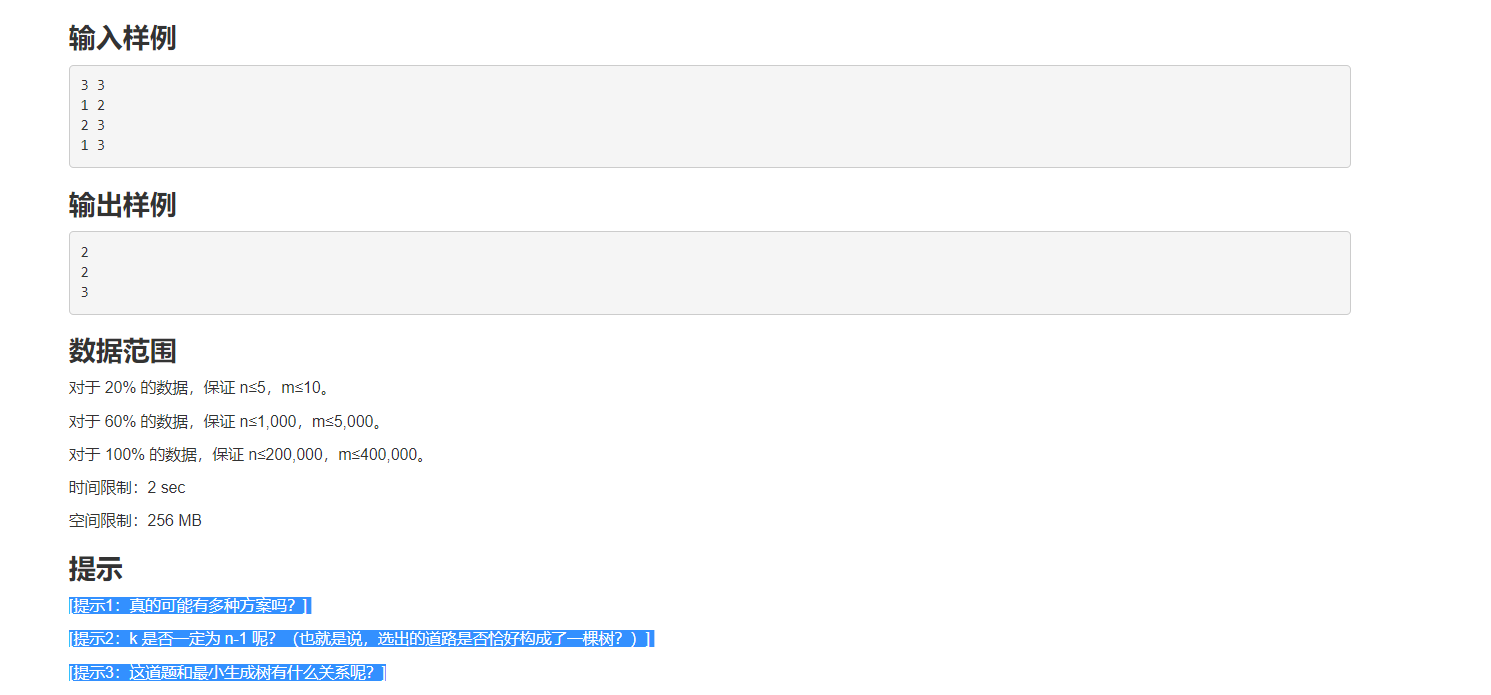 输入样例
3 3
1 2
2 3
1 3
输出样例
2
2
3
数据范围
对于 20% 的数据，保证 n≤5，m≤10。
对于 60% 的数据，保证 n≤1,000，m≤5,000。
对于 100% 的数据，保证 n≤200,000，m≤400,000。
时间限制：2 sec
空间限制：256 MB
提示
[提示1：真的可能有多种方案吗？]
[提示2：k 是否一定为 n-1 呢？（也就是说，选出的道路是否恰好构成了一棵树？）]
[提示3：这道题和最小生成树有什么关系呢？]